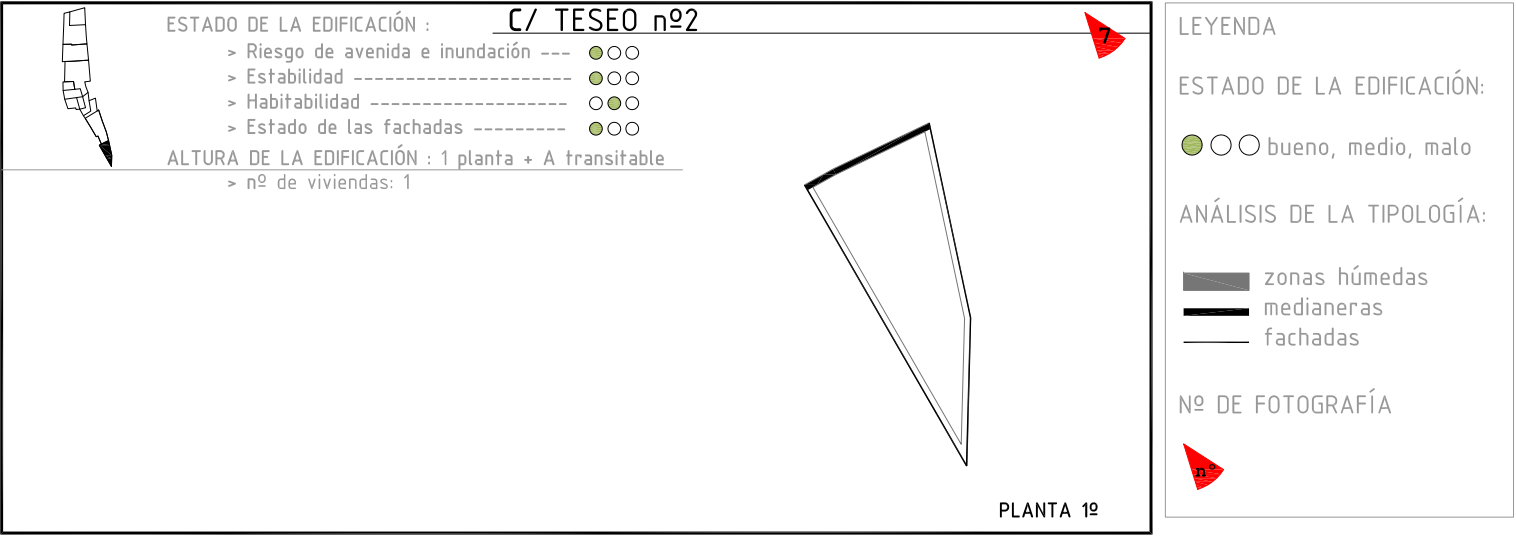 C/ TESEO nº2
ESTADO DE LA EDIFICACIÓN :
> Riesgo de avenida e inundación ---
> Estabilidad ---------------------
> Habitabilidad -------------------
> Estado de las fachadas ---------
ALTURA DE LA EDIFICACIÓN : 1 planta + A transitable
> nº de viviendas: 1
7
PLANTA 1º
LEYENDA
ESTADO DE LA EDIFICACIÓN:
bueno, medio, malo
ANÁLISIS DE LA TIPOLOGÍA:
zonas húmedas
medianeras
fachadas
Nº DE FOTOGRAFÍA
n°